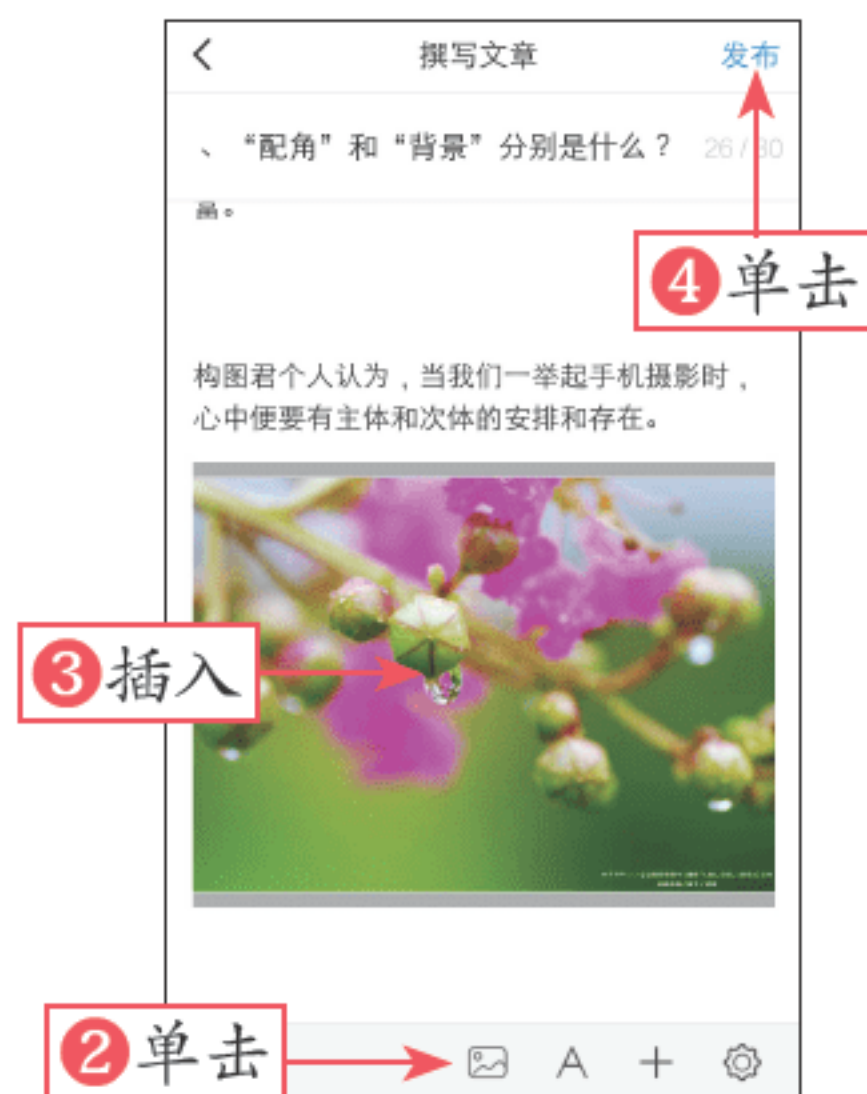 撰写文章
发布
、“配角”和“背景”分别是什么？ 26/30
④单击
构图君个人认为，当我们一举起手机摄影时，
心中便要有主体和次体的安排和存在。
③插入
②单击
A